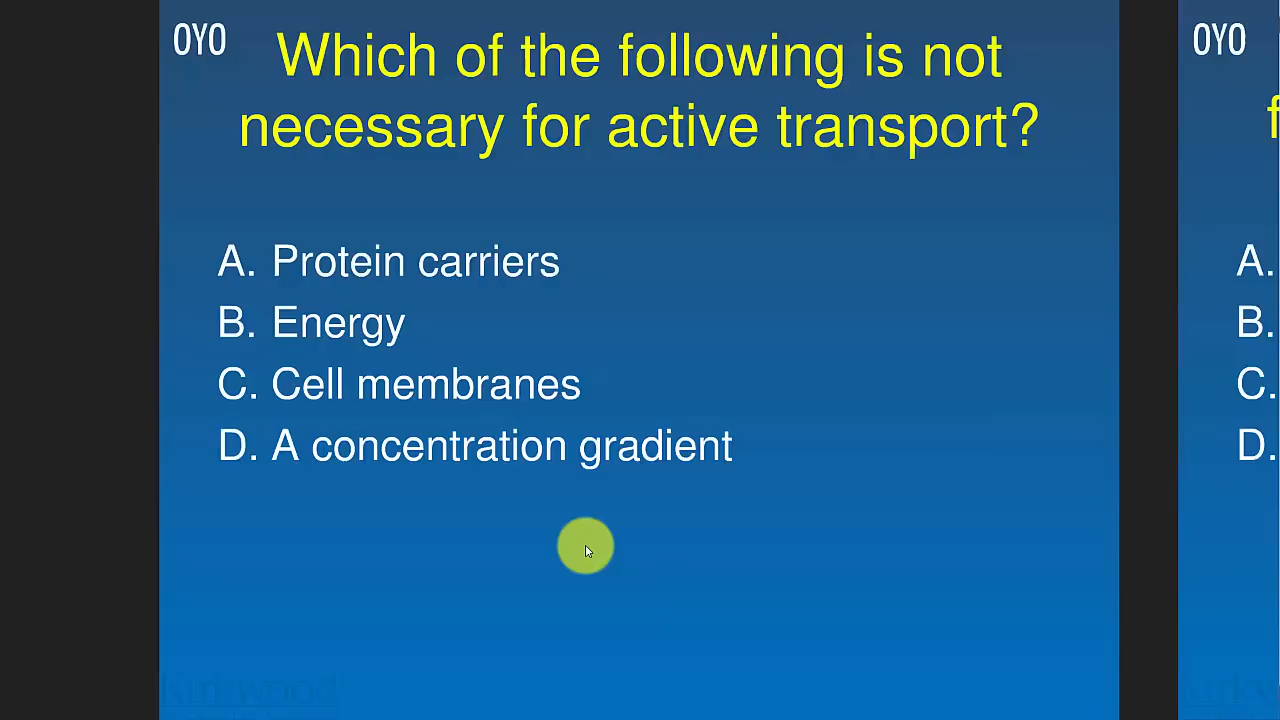 OYO
Which of the following is not
necessary for active transport?
A. Protein carriers
B. Energy
C. Cell membranes
D. A concentration gradient
Kirkwood
OYO
A.
B.
C.
D.